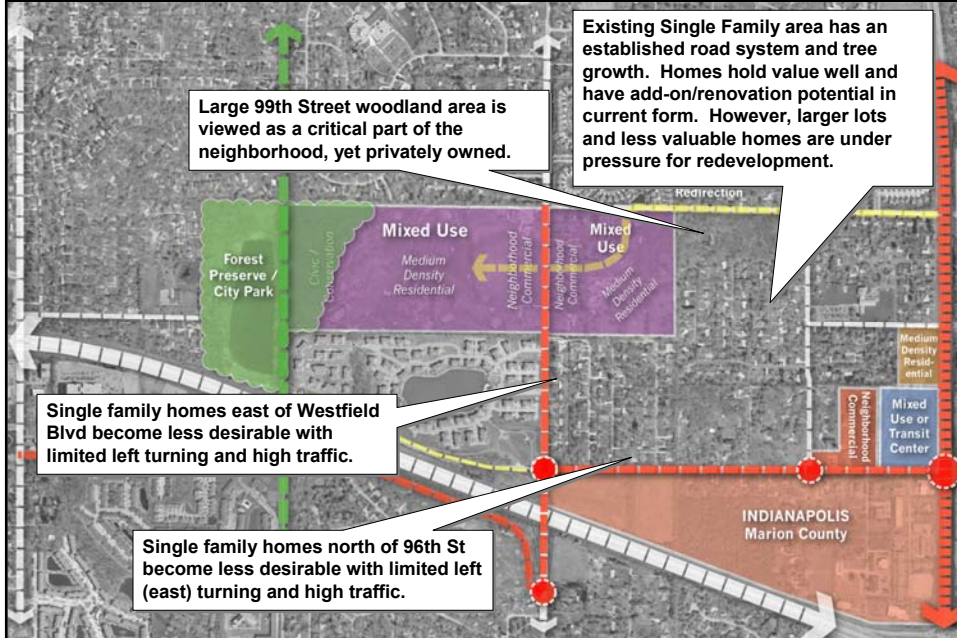 Existing Single Family area has an
established road system and tree
growth. Homes hold value well and
have add-on/renovation potential in
current form. However, larger lots
and less valuable homes are under
pressure for redevelopment.
Large 99th Street woodland area is
viewed as a critical part of the
neighborhood, yet privately owned.
Redirection
Forest
Preserve /
City Park
Civic /
Conservation
Mixed Use
Medium
Density
Residential
Neighborhood
Commercial
Neighborhood
Commercial
Mixed
Use
Medium
Density
Residential
Medium
Density
Resid-
ential
Neighborhood
Commercial
Mixed
Use or
Transit
Center
Single family homes east of Westfield
Blvd become less desirable with
limited left turning and high traffic.
INDIANAPOLIS
Marion County
Single family homes north of 96th St
become less desirable with limited left
(east) turning and high traffic.